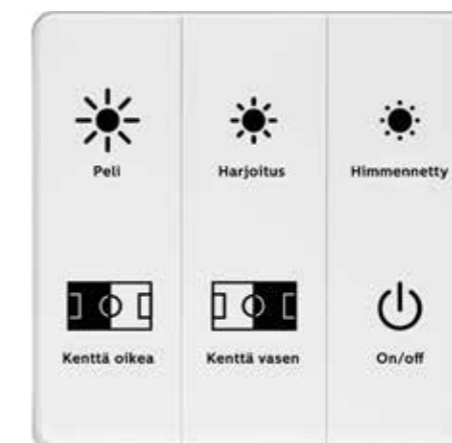 Peli
Harjoitus
Himmennetty
Kenttä oikea
Kenttä vasen
On/off